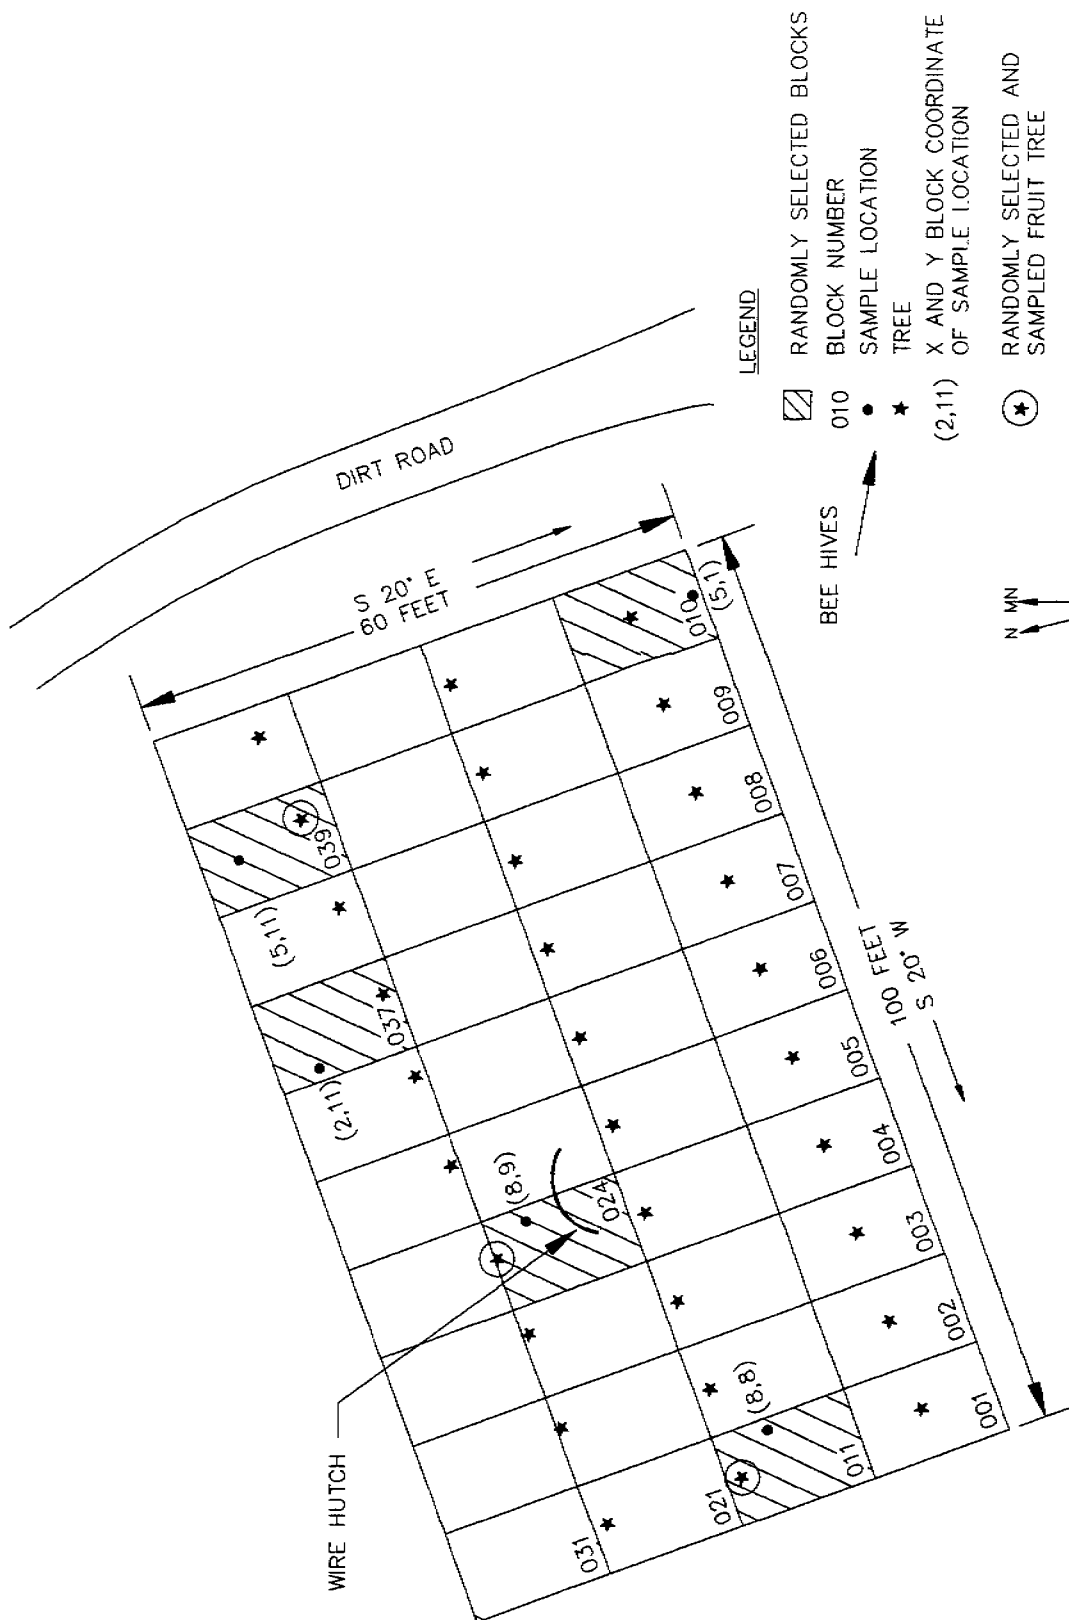 DIRT ROAD
S 20° E
60 FEET
LEGEND
RANDOMLY SELECTED BLOCKS
010 BLOCK NUMBER
SAMPLE LOCATION
TREE
(2,11) X AND Y BLOCK COORDINATE
OF SAMPLE LOCATION
RANDOMLY SELECTED AND
SAMPLED FRUIT TREE
BEE HIVES
N MN
WIRE HUTCH
039
(5,11)
037
(2,11)
031
(8,9)
024
021
(8,8)
011
001
002
003
004
005
006
007
008
009
010
(5,1)
100 FEET
S 20° W